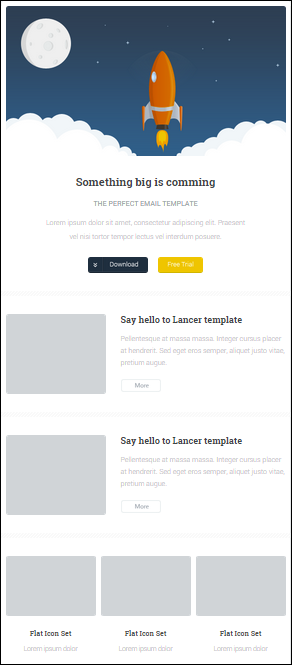 Something big is comming
THE PERFECT EMAIL TEMPLATE
Lorem ipsum dolor sit amet, consectetur adipiscing elit. Praesent
vel nisi tortor tempor lectus vel interdum posuere.
Download
Free Trial
Say hello to Lancer template
Pellentesque at massa massa. Integer cursus placer
at hendrerit. Sed eget eros semper, aliquet justo vitae,
pretium augue.
More
Say hello to Lancer template
Pellentesque at massa massa. Integer cursus placer
at hendrerit. Sed eget eros semper, aliquet justo vitae,
pretium augue.
More
Flat Icon Set
Flat Icon Set
Flat Icon Set
Lorem ipsum dolor
Lorem ipsum dolor
Lorem ipsum dolor